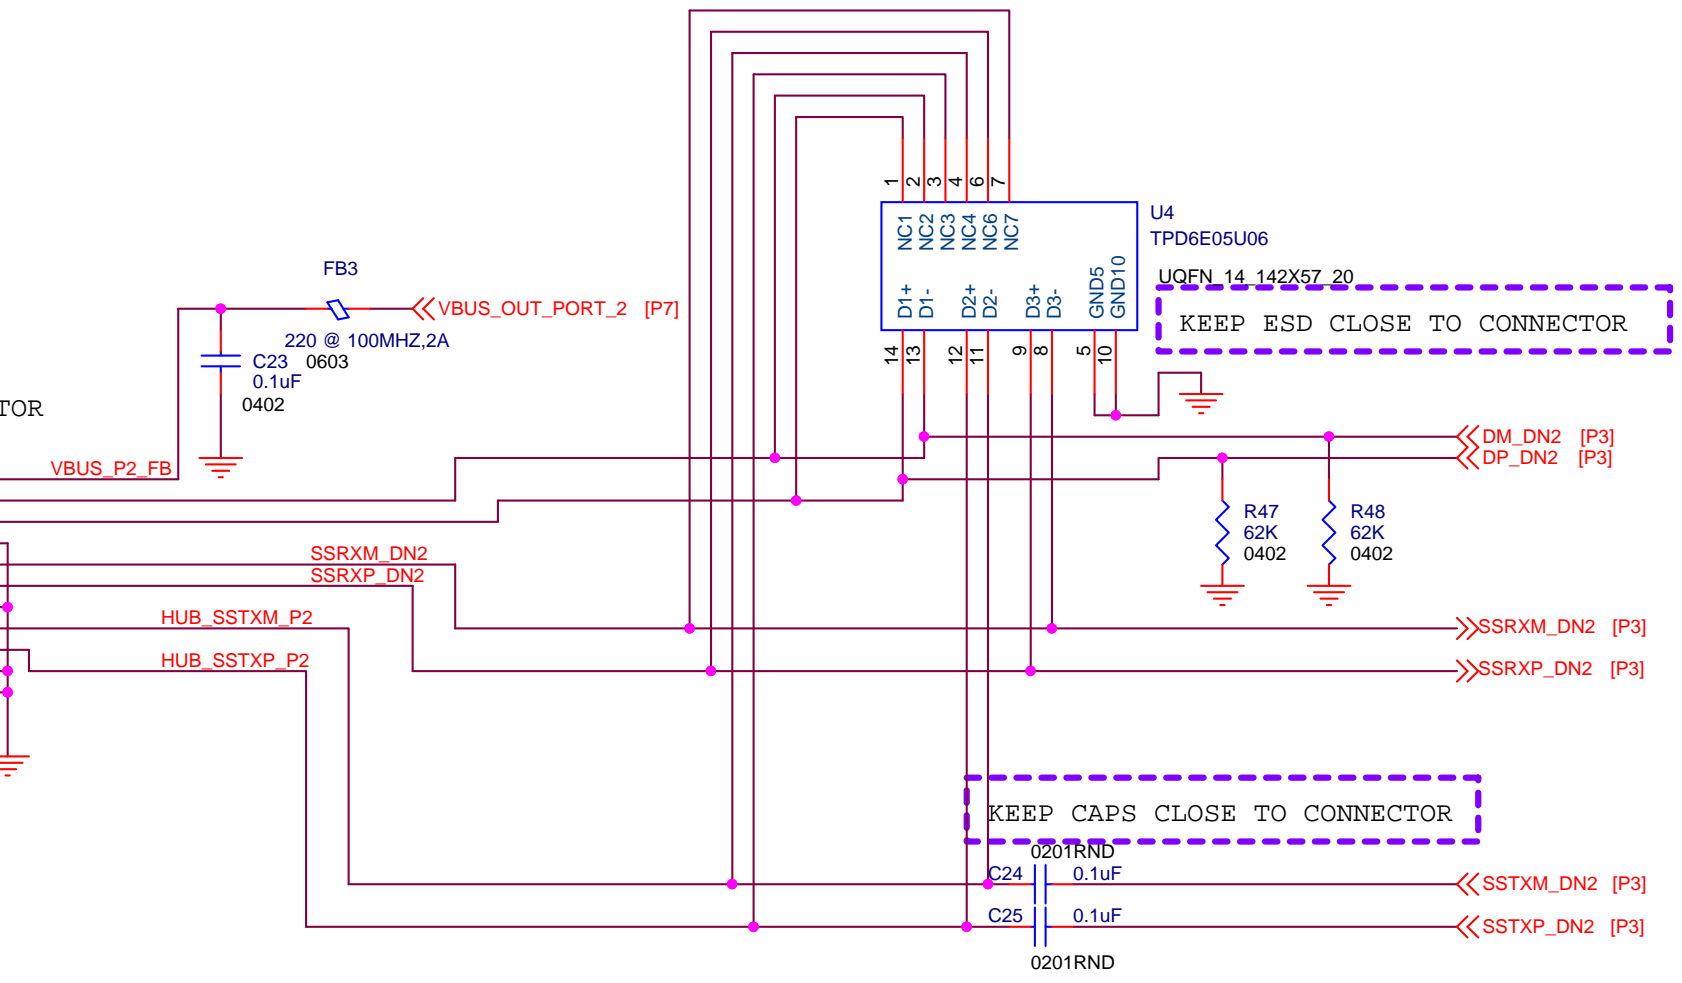 1
2
3
4
6
7
NC1
NC2
NC3
NC4
NC6
NC7
U4
TPD6E05U06
UQFN_14_142X57_20
D1+
D1-
D2+
D2-
D3+
D3-
GND5
GND10
14
13
12
11
9
8
5
10
KEEP ESD CLOSE TO CONNECTOR
FB3
VBUS_OUT_PORT_2 [P7]
220 @ 100MHZ,2A
C23 0603
0.1uF
0402
TOR
VBUS_P2_FB
DM_DN2 [P3]
DP_DN2 [P3]
R47
62K
0402
R48
62K
0402
SSRXM_DN2
SSRXP_DN2
HUB_SSTXM_P2
HUB_SSTXP_P2
SSRXM_DN2 [P3]
SSRXP_DN2 [P3]
KEEP CAPS CLOSE TO CONNECTOR
0201RND
C24 0.1uF
SSTXM_DN2 [P3]
C25 0.1uF
SSTXP_DN2 [P3]
0201RND